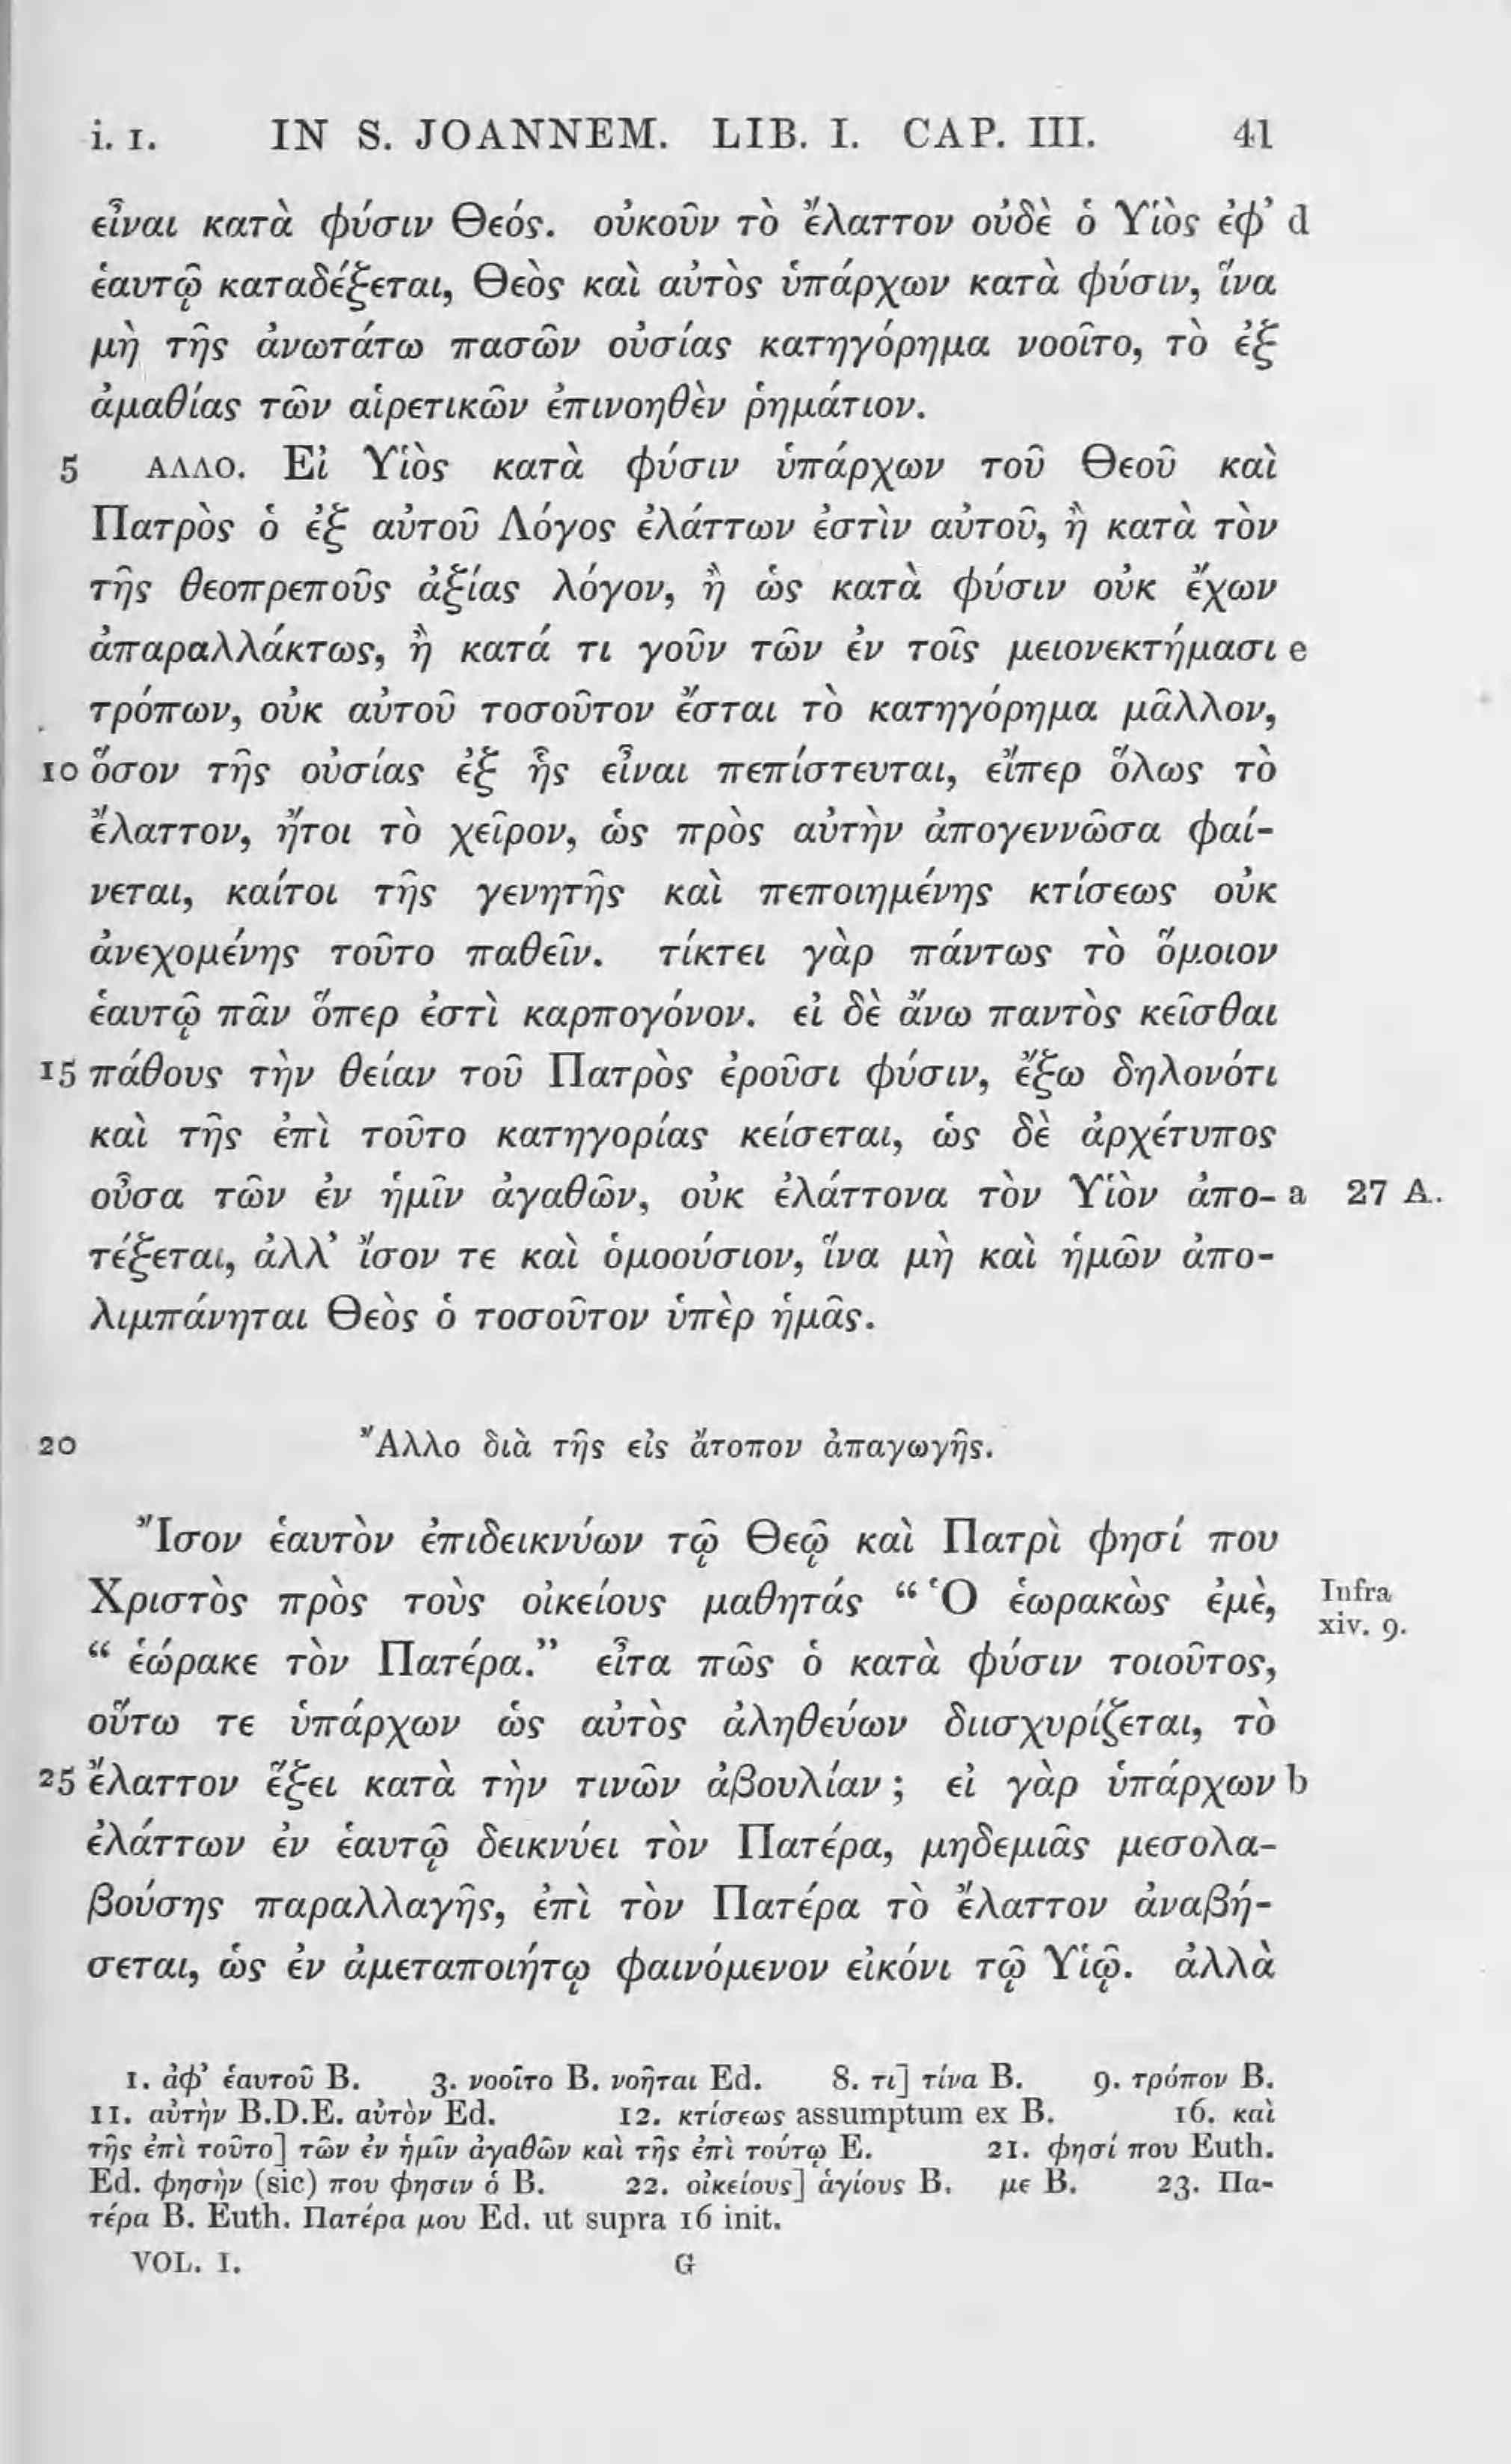 i. 1. IN S. JOANNEM. LIB. I. CAP. III. 41
εἶναι κατὰ φύσιν Θεός. οὐκοῦν τὸ ἔλαττον οὐδὲ ὁ Υἱὸς ἐφ’ d
ἑαυτῷ καταδέξεται, Θεὸς καὶ αὐτὸς ὑπάρχων κατὰ φύσιν, ἵνα
μὴ τῆς ἀνωτάτω πασῶν οὐσίας κατηγόρημα νοοῖτο, τὸ ἐξ
ἀμαθίας τῶν αἱρετικῶν ἐπινοηθὲν ῥημάτιον.
5 ΑΛΛΟ. Εἰ Υἱὸς κατὰ φύσιν ὑπάρχων τοῦ Θεοῦ καὶ
Πατρὸς ὁ ἐξ αὐτοῦ Λόγος ἐλάττων ἐστὶν αὐτοῦ, ἢ κατὰ τὸν
τῆς θεοπρεποῦς ἀξίας λόγον, ἢ ὡς κατὰ φύσιν οὐκ ἔχων
ἀπαραλλάκτως, ἢ κατά τι γοῦν τῶν ἐν τοῖς μειονεκτήμασι e
τρόπων, οὐκ αὐτοῦ τοσοῦτον ἔσται τὸ κατηγόρημα μᾶλλον,
10 ὅσον τῆς οὐσίας ἐξ ἧς εἶναι πεπίστευται, εἴπερ ὅλως τὸ
ἔλαττον, ἤτοι τὸ χεῖρον, ὡς πρὸς αὐτὴν ἀπογεννῶσα φαί-
νεται, καίτοι τῆς γενητῆς καὶ πεποιημένης κτίσεως οὐκ
ἀνεχομένης τοῦτο παθεῖν. τίκτει γὰρ πάντως τὸ ὅμοιον
ἑαυτῷ πᾶν ὅπερ ἐστὶ καρπογόνον. εἰ δὲ ἄνω παντὸς κεῖσθαι
15 πάθους τὴν θείαν τοῦ Πατρὸς ἐροῦσι φύσιν, ἔξω δηλονότι
καὶ τῆς ἐπὶ τοῦτο κατηγορίας κείσεται, ὡς δὲ ἀρχέτυπος
οὖσα τῶν ἐν ἡμῖν ἀγαθῶν, οὐκ ἐλάττονα τὸν Υἱὸν ἀπο- a 27 A.
τέξεται, ἀλλ’ ἴσον τε καὶ ὁμοούσιον, ἵνα μὴ καὶ ἡμῶν ἀπο-
λιμπάνηται Θεὸς ὁ τοσοῦτον ὑπὲρ ἡμᾶς.
20 Ἄλλο διὰ τῆς εἰς ἄτοπον ἀπαγωγῆς.
Ἴσον ἑαυτὸν ἐπιδεικνύων τῷ Θεῷ καὶ Πατρὶ φησί που
Χριστὸς πρὸς τοὺς οἰκείους μαθητάς “ Ὁ ἑωρακὼς ἐμὲ, Infra
xiv. 9.
“ ἑώρακε τὸν Πατέρα.” εἶτα πῶς ὁ κατὰ φύσιν τοιοῦτος,
οὕτω τε ὑπάρχων ὡς αὐτὸς ἀληθεύων διισχυρίζεται, τὸ
25 ἔλαττον ἕξει κατὰ τὴν τινῶν ἀβουλίαν ; εἰ γὰρ ὑπάρχων b
ἐλάττων ἐν ἑαυτῷ δεικνύει τὸν Πατέρα, μηδεμιᾶς μεσολα-
βούσης παραλλαγῆς, ἐπὶ τὸν Πατέρα τὸ ἔλαττον ἀναβή-
σεται, ὡς ἐν ἀμεταποιήτῳ φαινόμενον εἰκόνι τῷ Υἱῷ. ἀλλὰ
1. ἀφ’ ἑαυτοῦ B. 3. νοοῖτο B. νοῆται Ed. 8. τι] τίνα B. 9. τρόπον B.
11. αὐτὴν B.D.E. αὐτὸν Ed. 12. κτίσεως assumptum ex B. 16. καὶ
τῆς ἐπὶ τοῦτο] τῶν ἐν ἡμῖν ἀγαθῶν καὶ τῆς ἐπὶ τούτῳ E. 21. φησί που Euth.
Ed. φησὴν (sic) που φησιν ὁ B. 22. οἰκείους] ἁγίους B. με B. 23. Πα-
τέρα B. Euth. Πατέρα μου Ed. ut supra 16 init.
VOL. I. G